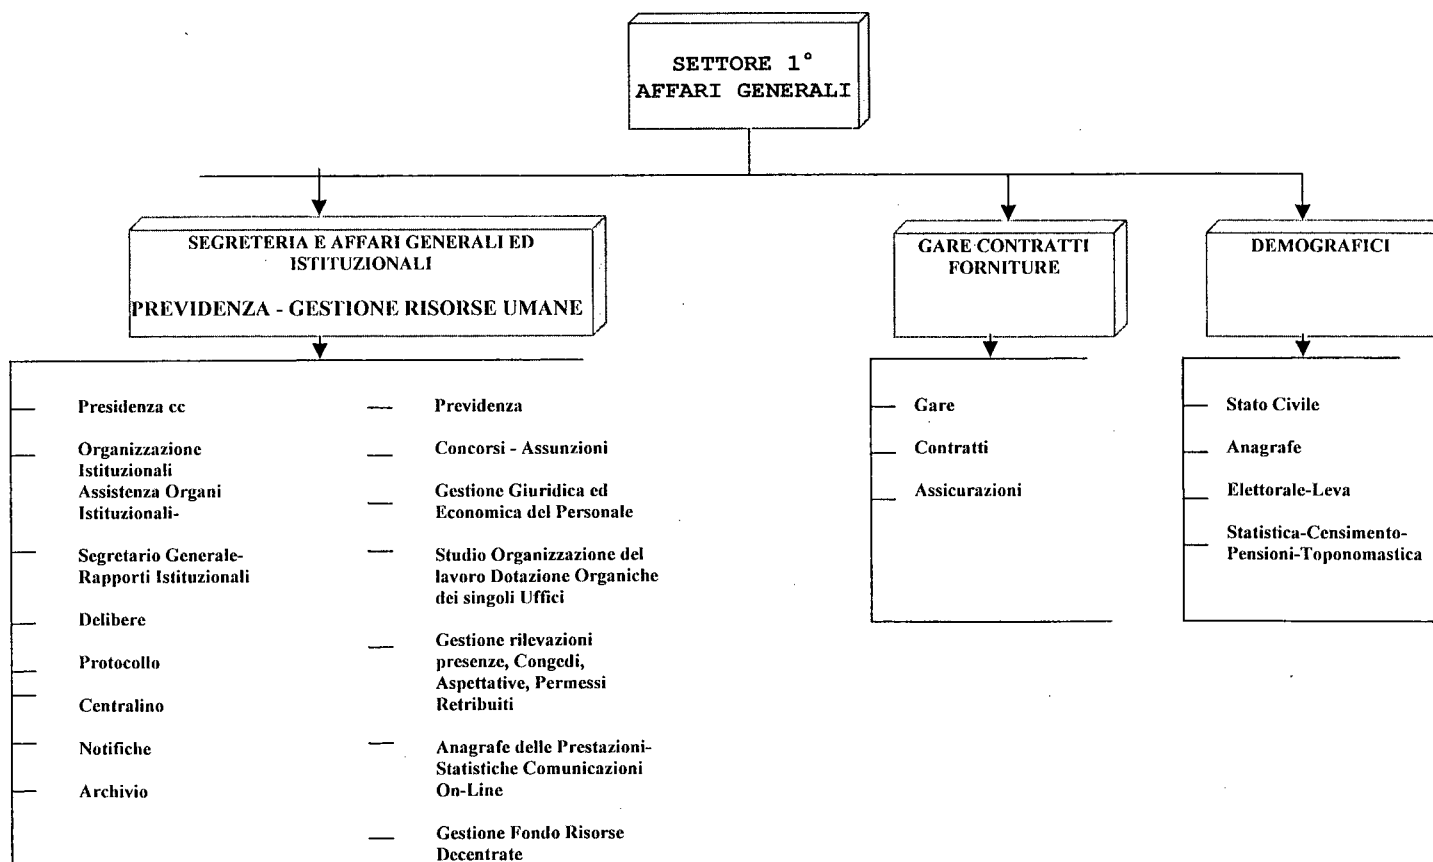 SETTORE 1°
AFFARI GENERALI
SEGRETERIA E AFFARI GENERALI ED
ISTITUZIONALI
PREVIDENZA - GESTIONE RISORSE UMANE
GARE CONTRATTI
FORNITURE
DEMOGRAFICI
Presidenza cc
Organizzazione
Istituzionali
Assistenza Organi
Istituzionali-
Segretario Generale-
Rapporti Istituzionali
Delibere
Protocollo
Centralino
Notifiche
Archivio
Previdenza
Concorsi - Assunzioni
Gestione Giuridica ed
Economica del Personale
Studio Organizzazione del
lavoro Dotazione Organiche
dei singoli Uffici
Gestione rilevazioni
presenze, Congedi,
Aspettative, Permessi
Retribuiti
Anagrafe delle Prestazioni-
Statistiche Comunicazioni
On-Line
Gestione Fondo Risorse
Decentrate
Gare
Contratti
Assicurazioni
Stato Civile
Anagrafe
Elettorale-Leva
Statistica-Censimento-
Pensioni-Toponomastica